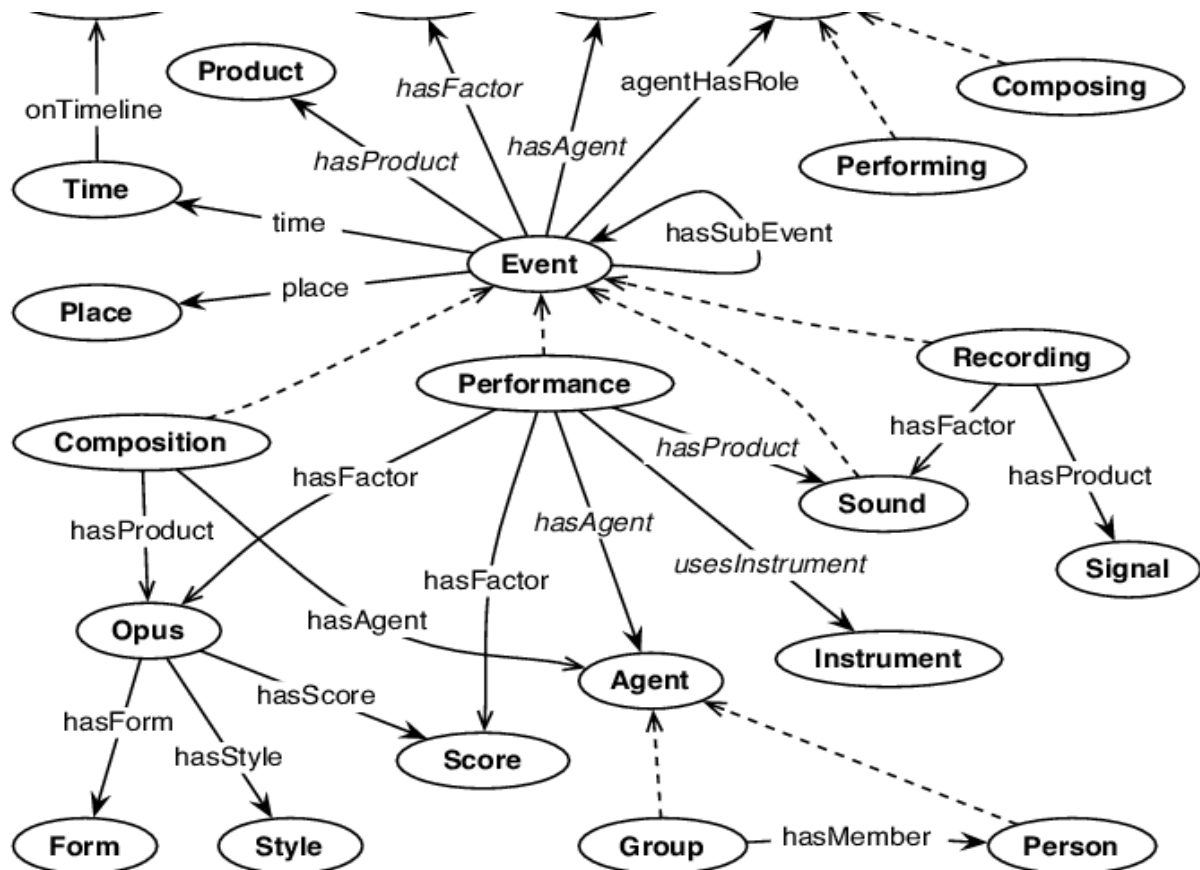 Product
hasFactor
agentHasRole
Composing
onTimeline
hasProduct
hasAgent
Performing
Time
time
hasSubEvent
Event
place
Place
Recording
Performance
hasFactor
Composition
hasProduct
hasFactor
hasProduct
Sound
hasProduct
hasAgent
usesInstrument
Signal
hasFactor
hasAgent
Opus
Instrument
Agent
hasScore
hasForm
hasStyle
Score
Form
Style
Group
hasMember
Person